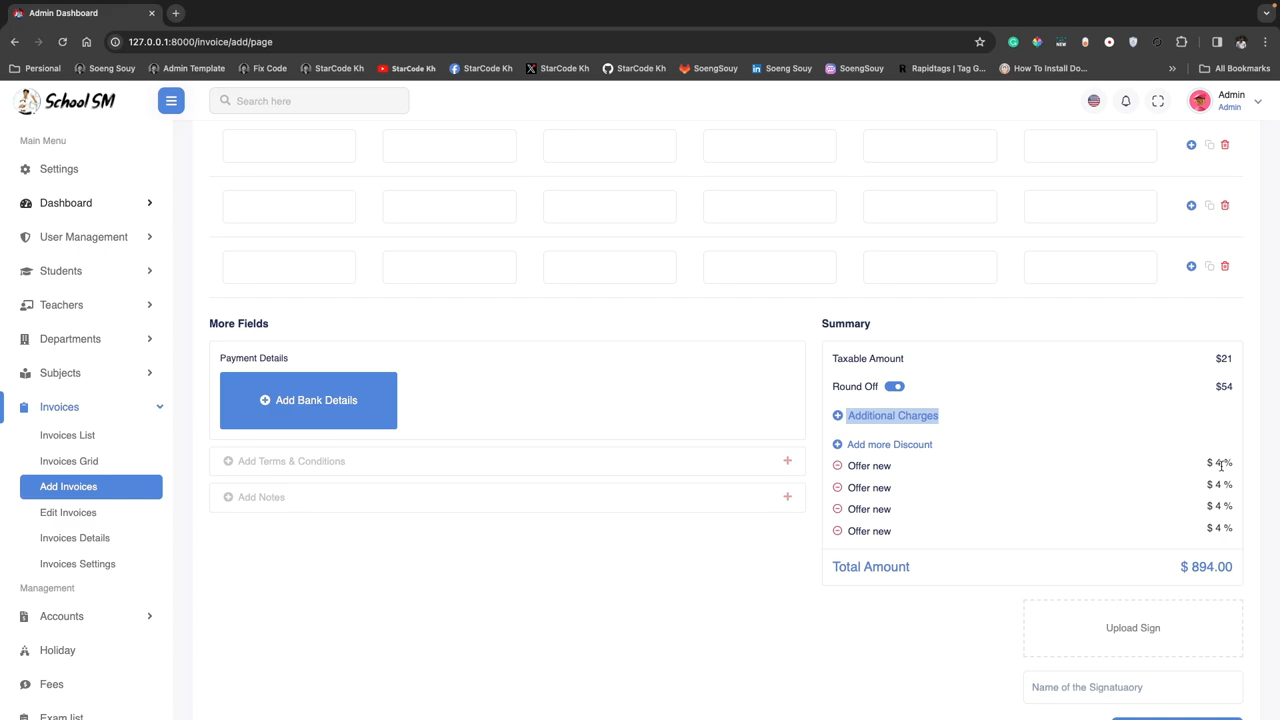 Admin Dashboard
127.0.0.1:8000/invoice/add/page
Personal
Soeng Souy
Admin Template
Fix Code
StarCode Kh
StarCode Kh
StarCode Kh
StarCode Kh
StarCode Kh
SoengSouy
Soeng Souy
SoengSouy
Rapidtags | Tag G...
How To Install Do...
»
All Bookmarks
School SM
Search here
Admin
Admin
Main Menu
Settings
Dashboard
User Management
Students
Teachers
Departments
Subjects
Invoices
Invoices List
Invoices Grid
Add Invoices
Edit Invoices
Invoices Details
Invoices Settings
Management
Accounts
Holiday
Fees
Exam list
More Fields
Payment Details
Add Bank Details
Add Terms & Conditions
Add Notes
Summary
Taxable Amount $21
Round Off $54
Additional Charges
Add more Discount
Offer new $ 4 %
Offer new $ 4 %
Offer new $ 4 %
Offer new $ 4 %
Total Amount $ 894.00
Upload Sign
Name of the Signatuaory